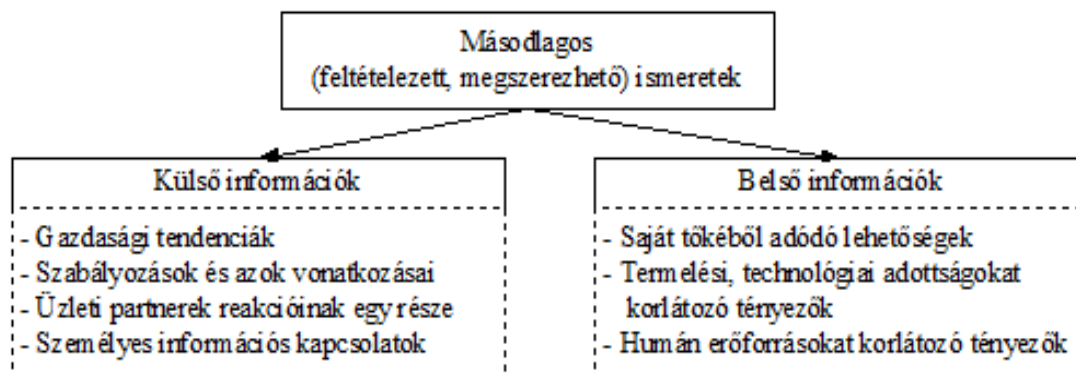 Másodlagos
(feltételezett, megszerezhető) ismeretek
Külső információk
- Gazdasági tendenciák
- Szabályozások és azok vonatkozásai
- Üzleti partnerek reakcióinak egy része
- Személyes információs kapcsolatok
Belső információk
- Saját tőkéből adódó lehetőségek
- Termelési, technológiai adottságokat
korlátozó tényezők
- Humán erőforrásokat korlátozó tényezők